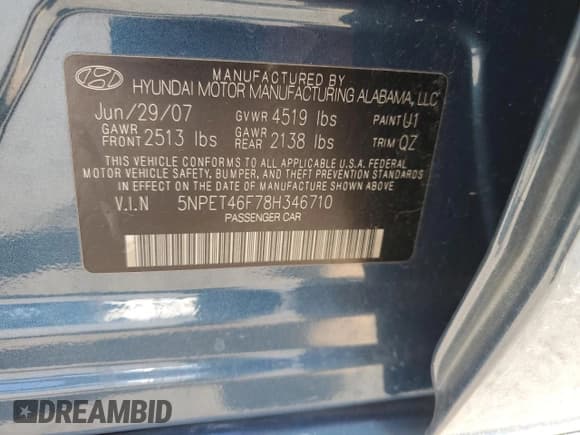 MANUFACTURED BY
HYUNDAI MOTOR MANUFACTURING ALABAMA, LLC
Jun/29/07 GVWR 4519 lbs PAINT U1
GAWR FRONT 2513 lbs GAWR REAR 2138 lbs TRIM QZ
THIS VEHICLE CONFORMS TO ALL APPLICABLE U.S.A. FEDERAL
MOTOR VEHICLE SAFETY, BUMPER, AND THEFT PREVENTION
STANDARDS IN EFFECT ON THE DATE OF MANUFACTURE SHOWN ABOVE.
V.I.N 5NPET46F78H346710
PASSENGER CAR
DREAMBID